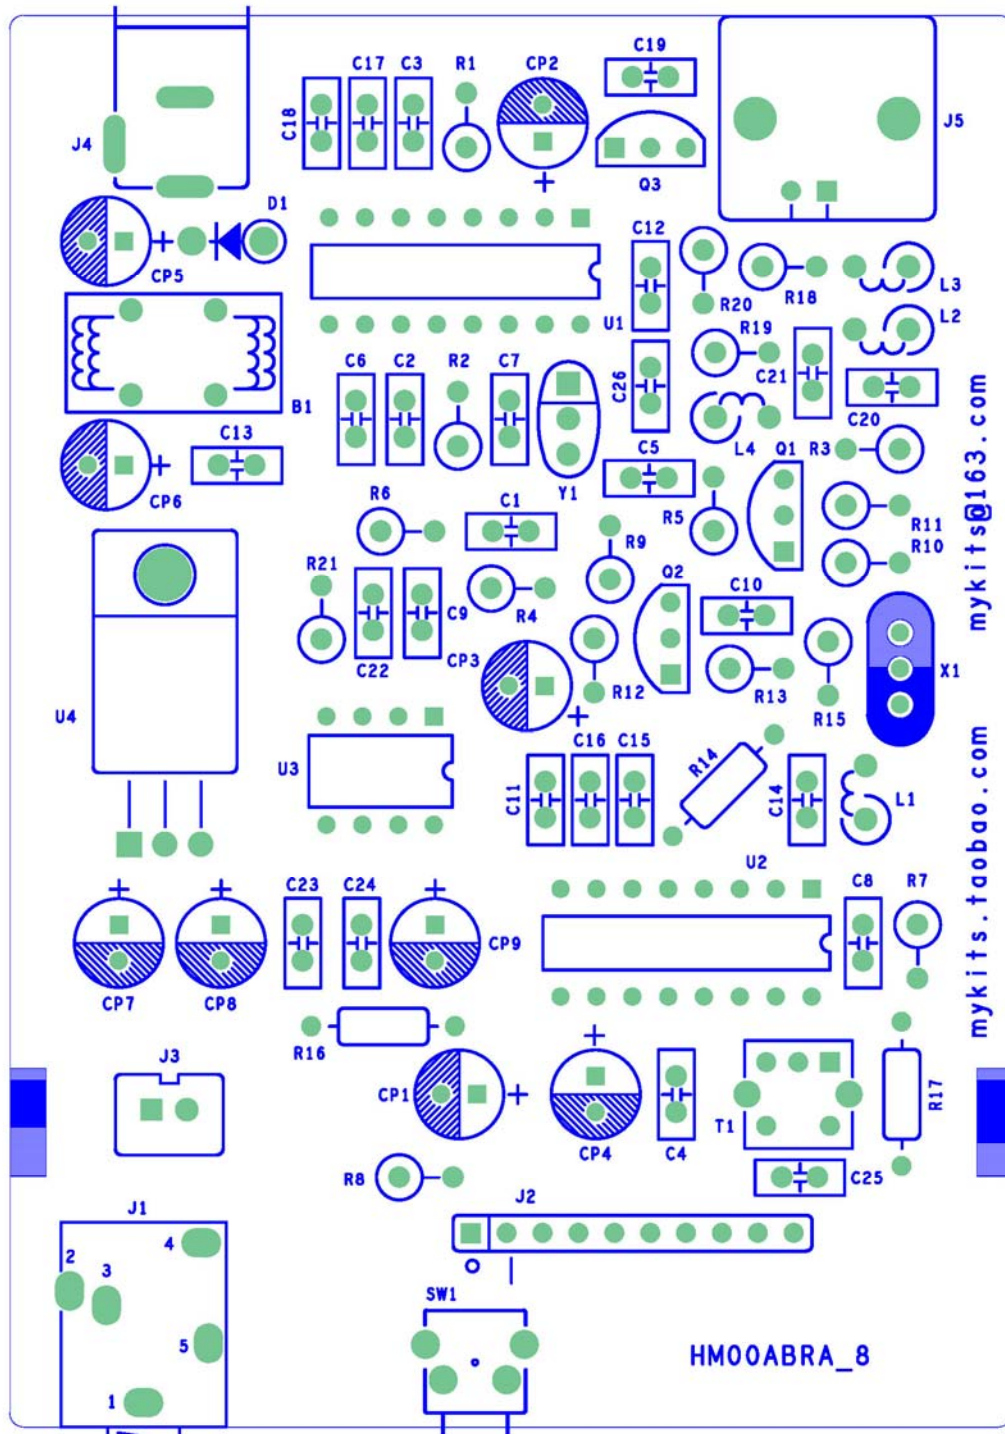 C19
C17 C3 R1 CP2
C18
J4
J5
Q3
+
D1
C12
+
CP5
R20
R18
L3
U1
L2
R19
C6 C2 R2 C7
C26
C21
B1
C20
C13
L4
Q1
R3
C5
+
CP6
Y1
R6
C1
R5
R11
mykits@163.com
R9
R10
R21
Q2
C10
C9
R4
CP3
C22
R12
R13
R15
X1
U4
+
C16 C15
U3
R14
C11
C14
L1
mykits.taobao.com
U2
C23 C24
C8
R7
+ + +
CP9
CP7
CP8
R16
+
J3
CP1
+
R17
T1
CP4
C4
R8
C25
J2
J1
4
2
3
SW1
5
1
HM00ABRA_8